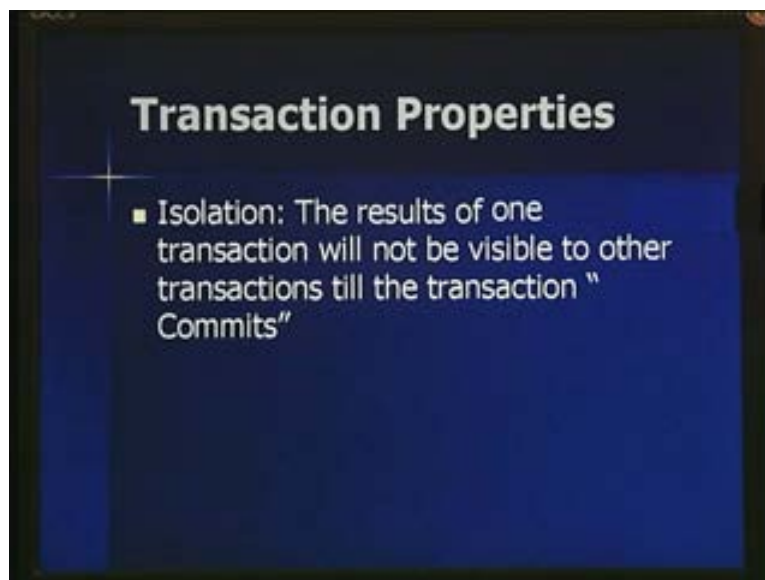 Transaction Properties
Isolation: The results of one
transaction will not be visible to other
transactions till the transaction “
Commits”